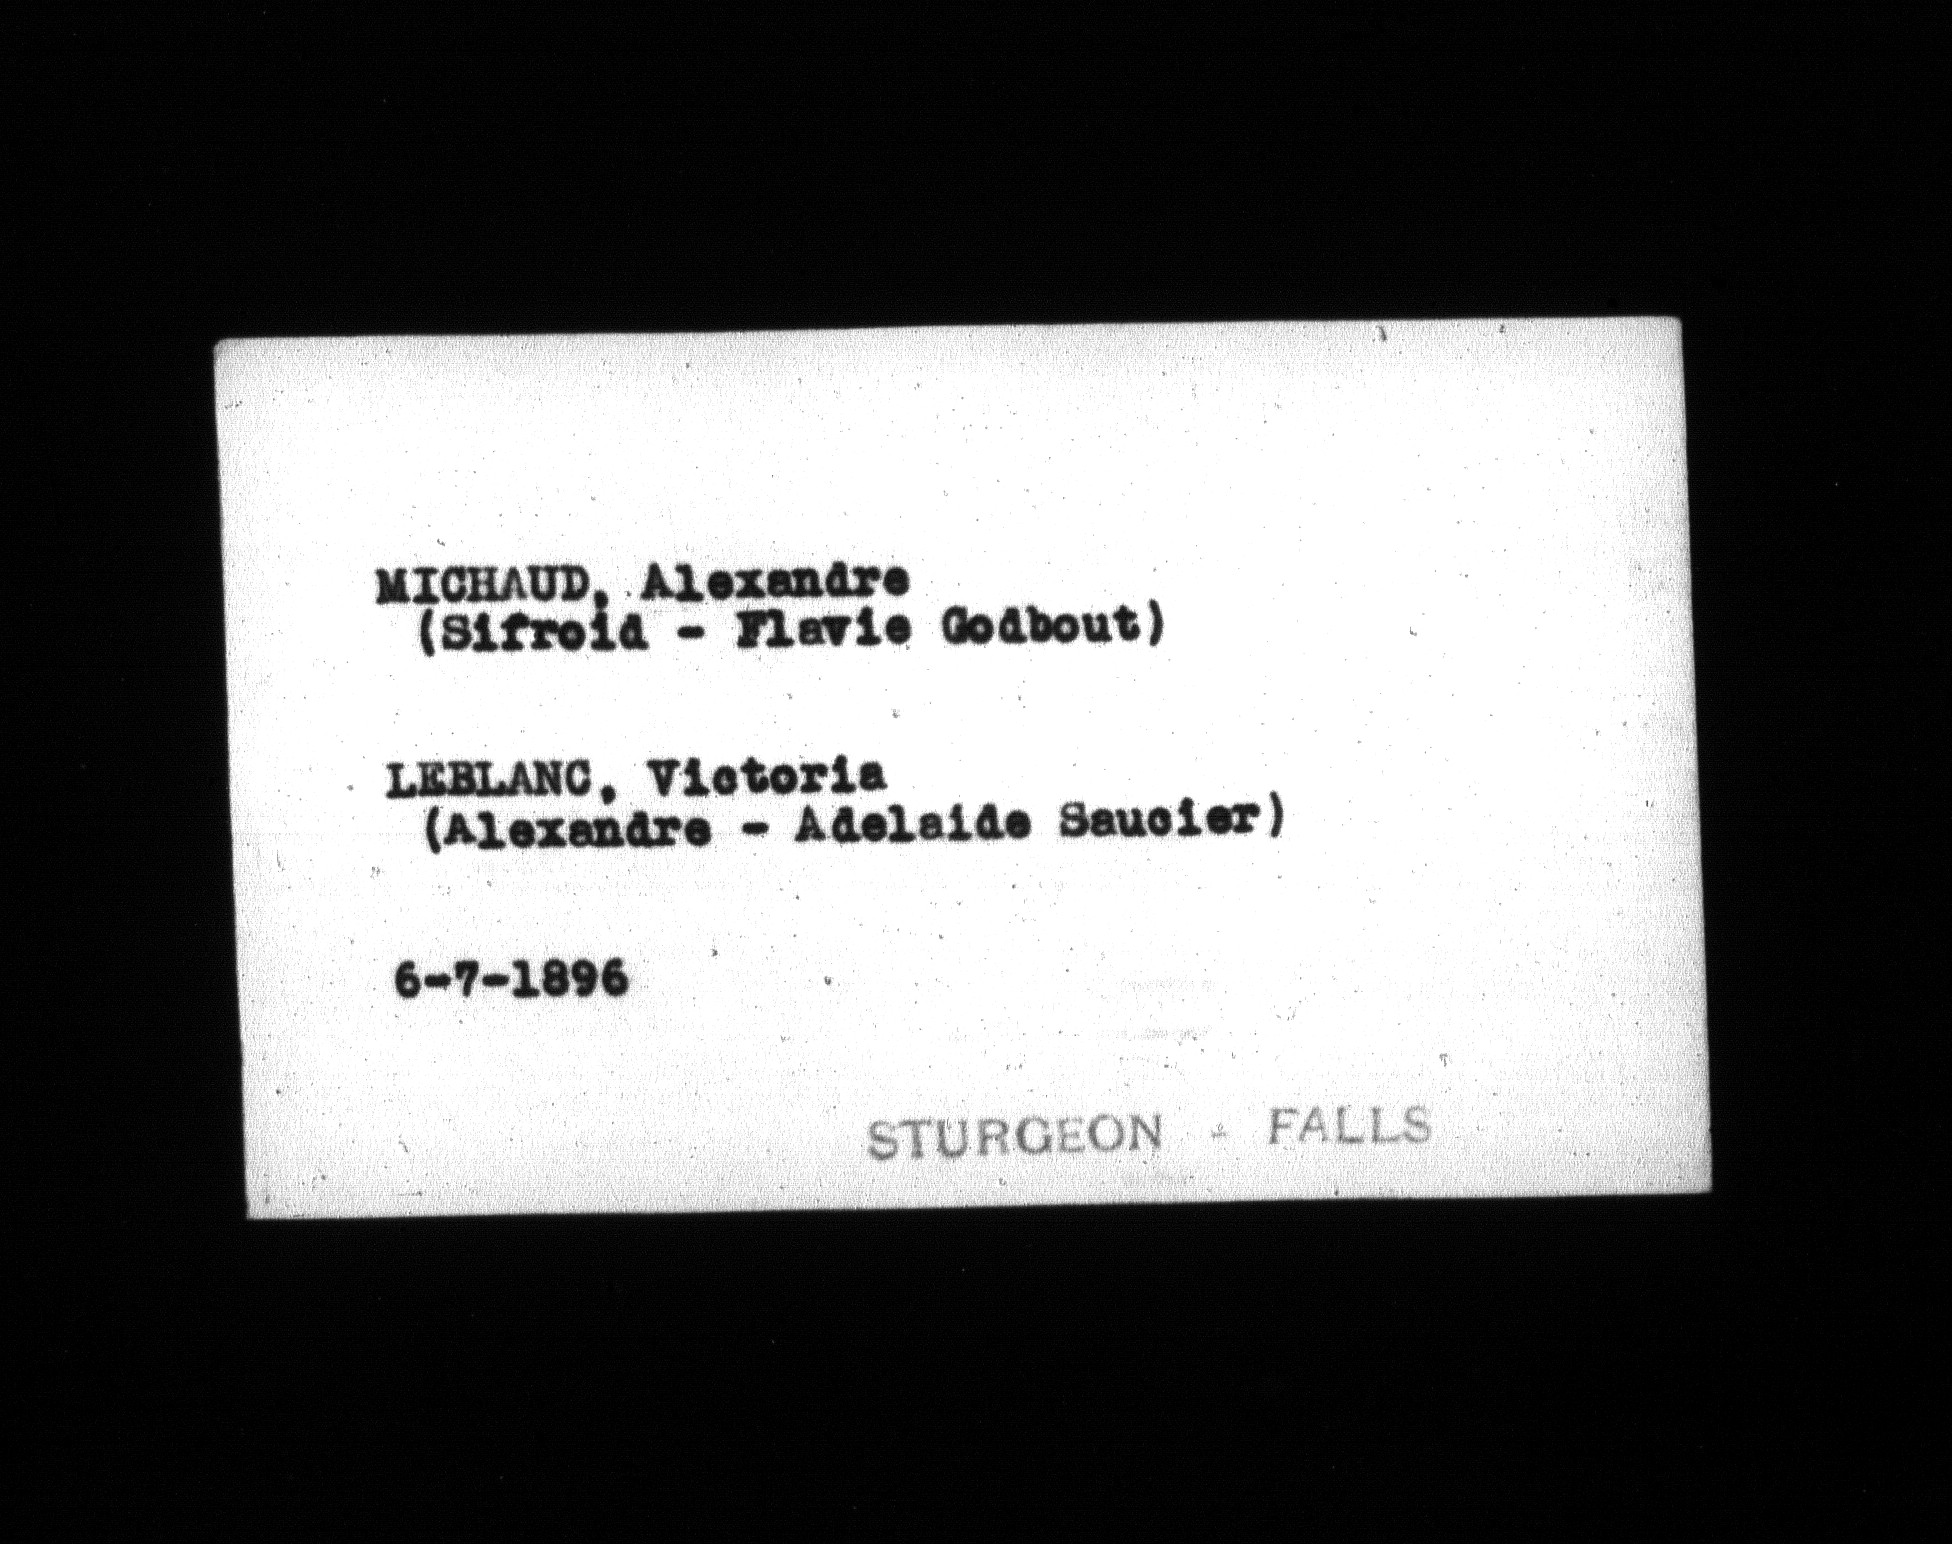 MICHAUD, Alexandre
(Sifroid - Flavie Godbout)
LEBLANC, Victoria
(Alexandre - Adelaide Saucier)
6-7-1896
STURGEON - FALLS